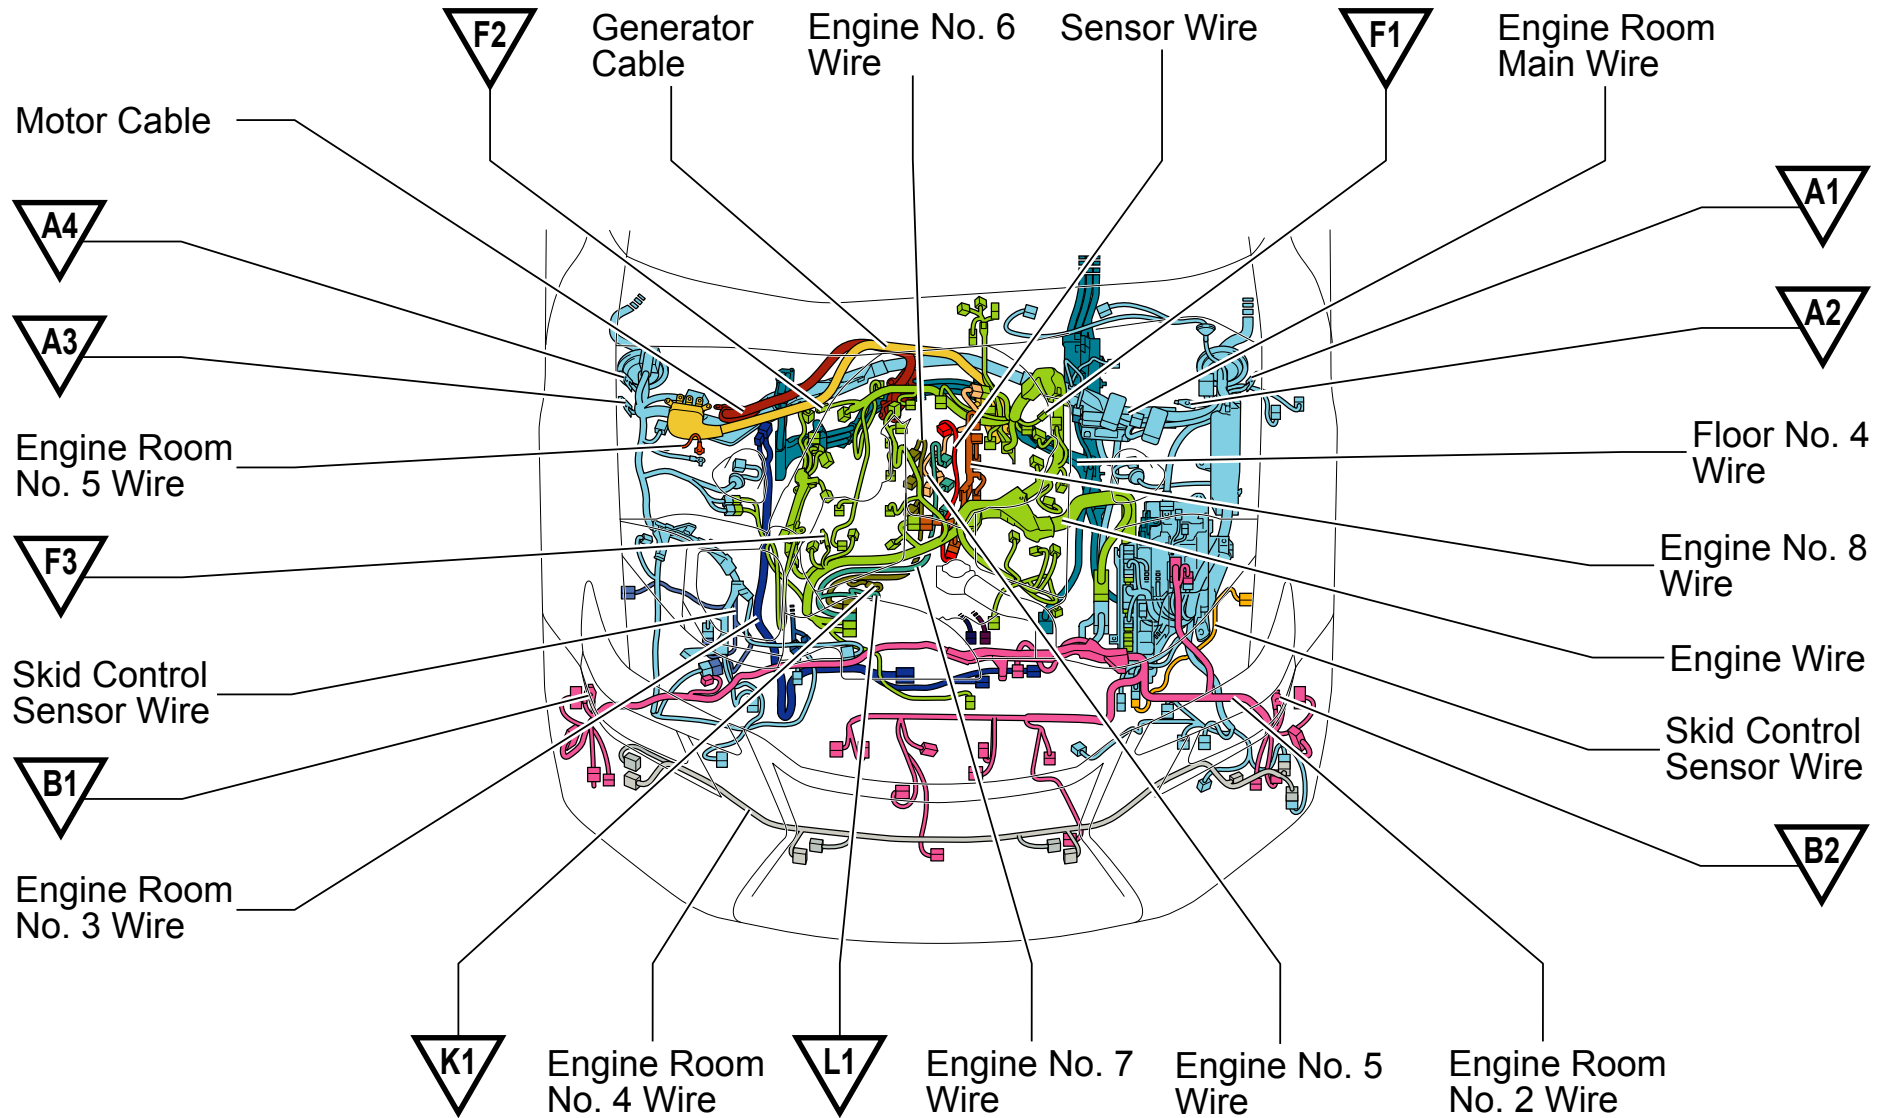 F2
Generator
Cable
Engine No. 6
Wire
Sensor Wire
F1
Engine Room
Main Wire
Motor Cable
A4
A1
A3
A2
Engine Room
No. 5 Wire
Floor No. 4
Wire
F3
Engine No. 8
Wire
Skid Control
Sensor Wire
Engine Wire
B1
Skid Control
Sensor Wire
Engine Room
No. 3 Wire
B2
K1
Engine Room
No. 4 Wire
L1
Engine No. 7
Wire
Engine No. 5
Wire
Engine Room
No. 2 Wire